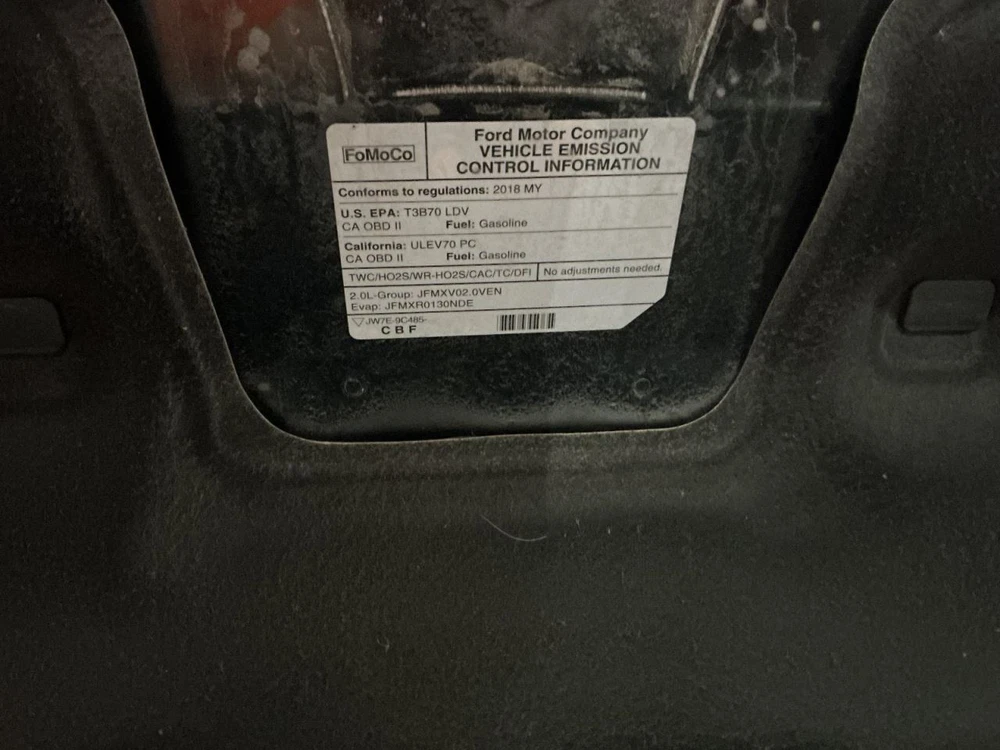 FoMoCo
Ford Motor Company
VEHICLE EMISSION
CONTROL INFORMATION
Conforms to regulations: 2018 MY
U.S. EPA: T3B70 LDV
CA OBD II Fuel: Gasoline
California: ULEV70 PC
CA OBD II Fuel: Gasoline
TWC/HO2S/WR-HO2S/CAC/TC/DFI No adjustments needed.
2.0L-Group: JFMXV02.0VEN
Evap: JFMXR0130NDE
JW7E-9C485-
C B F